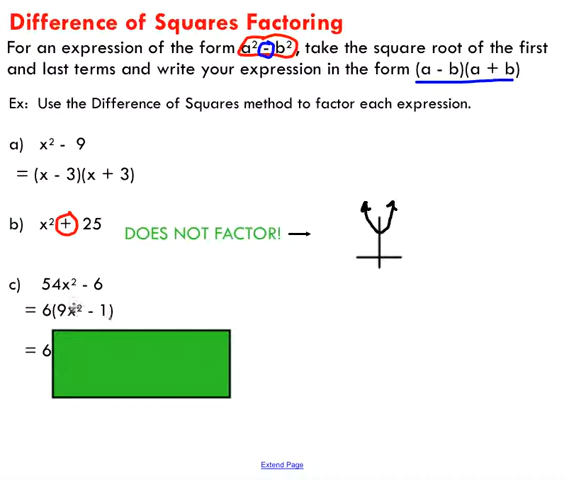 Difference of Squares Factoring
For an expression of the form a² - b², take the square root of the first
and last terms and write your expression in the form (a - b)(a + b)
Ex: Use the Difference of Squares method to factor each expression.
a) x² - 9
= (x - 3)(x + 3)
b) x² + 25 DOES NOT FACTOR!
c) 54x² - 6
= 6(9x² - 1)
= 6
Extend Page